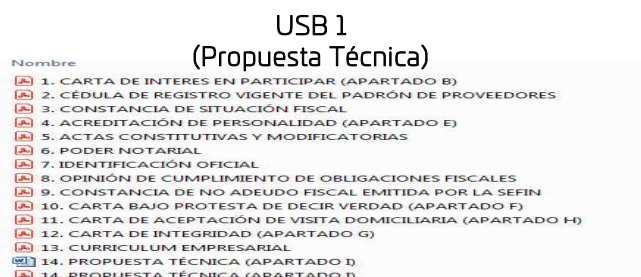 USB 1
(Propuesta Técnica)
Nombre
1. CARTA DE INTERES EN PARTICIPAR (APARTADO B)
2. CÉDULA DE REGISTRO VIGENTE DEL PADRÓN DE PROVEEDORES
3. CONSTANCIA DE SITUACIÓN FISCAL
4. ACREDITACIÓN DE PERSONALIDAD (APARTADO E)
5. ACTAS CONSTITUTIVAS Y MODIFICATORIAS
6. PODER NOTARIAL
7. IDENTIFICACIÓN OFICIAL
8. OPINIÓN DE CUMPLIMIENTO DE OBLIGACIONES FISCALES
9. CONSTANCIA DE NO ADEUDO FISCAL EMITIDA POR LA SEFIN
10. CARTA BAJO PROTESTA DE DECIR VERDAD (APARTADO F)
11. CARTA DE ACEPTACIÓN DE VISITA DOMICILIARIA (APARTADO H)
12. CARTA DE INTEGRIDAD (APARTADO G)
13. CURRICULUM EMPRESARIAL
14. PROPUESTA TÉCNICA (APARTADO I)
14. PROPUESTA TÉCNICA (APARTADO I)